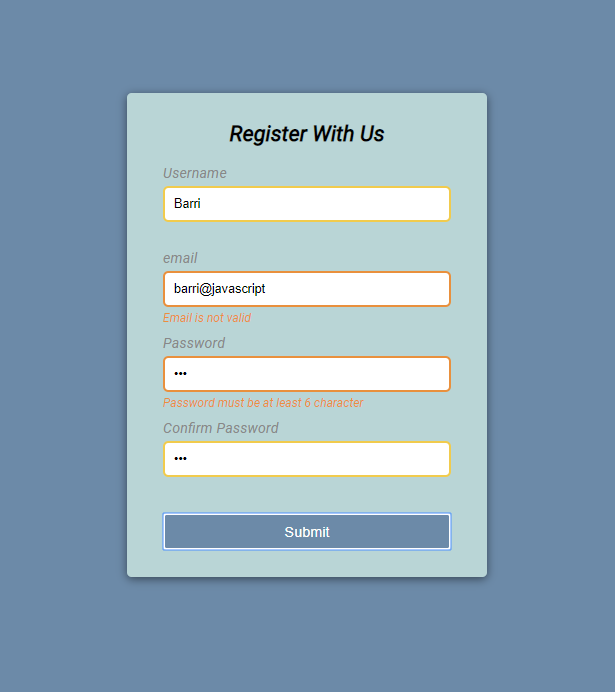 Register With Us
Username
Barri
email
barri@javascript
Email is not valid
Password
•••
Password must be at least 6 character
Confirm Password
•••
Submit